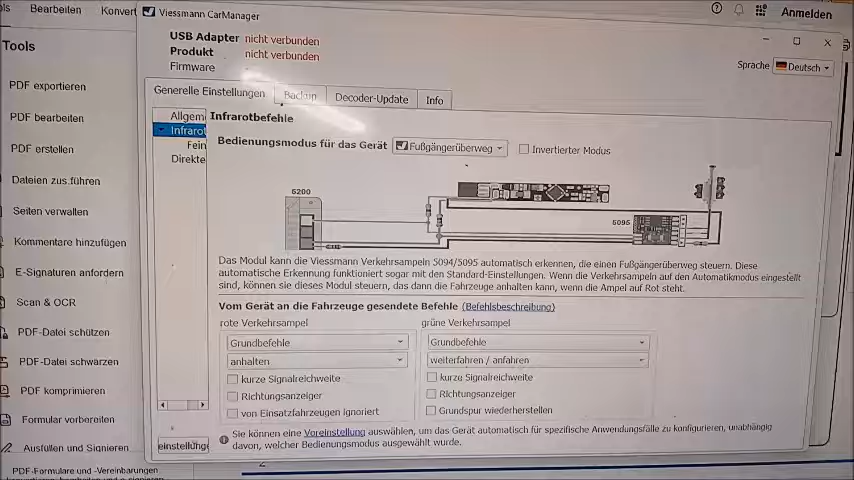 Bearbeiten
Konvert
Anmelden
Tools
PDF exportieren
PDF bearbeiten
PDF erstellen
Dateien zus.führen
Seiten verwalten
Kommentare hinzufügen
E-Signaturen anfordern
Scan & OCR
PDF-Datei schützen
PDF-Datei schwärzen
PDF komprimieren
Formular vorbereiten
Ausfüllen und Signieren
PDF-Formulare und -Vereinbarungen
Viessmann CarManager
USB Adapter nicht verbunden
Produkt nicht verbunden
Firmware
Sprache Deutsch
Generelle Einstellungen Backup Decoder-Update Info
Allgem
Infrarot
Fein
Direkte
einstellunge
Infrarotbefehle
Bedienungsmodus für das Gerät Fußgängerüberweg Invertierter Modus
6200
5095
Das Modul kann die Viessmann Verkehrsampeln 5094/5095 automatisch erkennen, die einen Fußgängerüberweg steuern. Diese
automatische Erkennung funktioniert sogar mit den Standard-Einstellungen. Wenn die Verkehrsampeln auf den Automatikmodus eingestellt
sind, können sie dieses Modul steuern, das dann die Fahrzeuge anhalten kann, wenn die Ampel auf Rot steht.
Vom Gerät an die Fahrzeuge gesendete Befehle (Befehlsbeschreibung)
rote Verkehrsampel
Grundbefehle
anhalten
kurze Signalreichweite
Richtungsanzeiger
von Einsatzfahrzeugen ignoriert
grüne Verkehrsampel
Grundbefehle
weiterfahren / anfahren
kurze Signalreichweite
Richtungsanzeiger
Grundspur wiederherstellen
Sie können eine Voreinstellung auswählen, um das Gerät automatisch für spezifische Anwendungsfälle zu konfigurieren, unabhängig
davon, welcher Bedienungsmodus ausgewählt wurde.